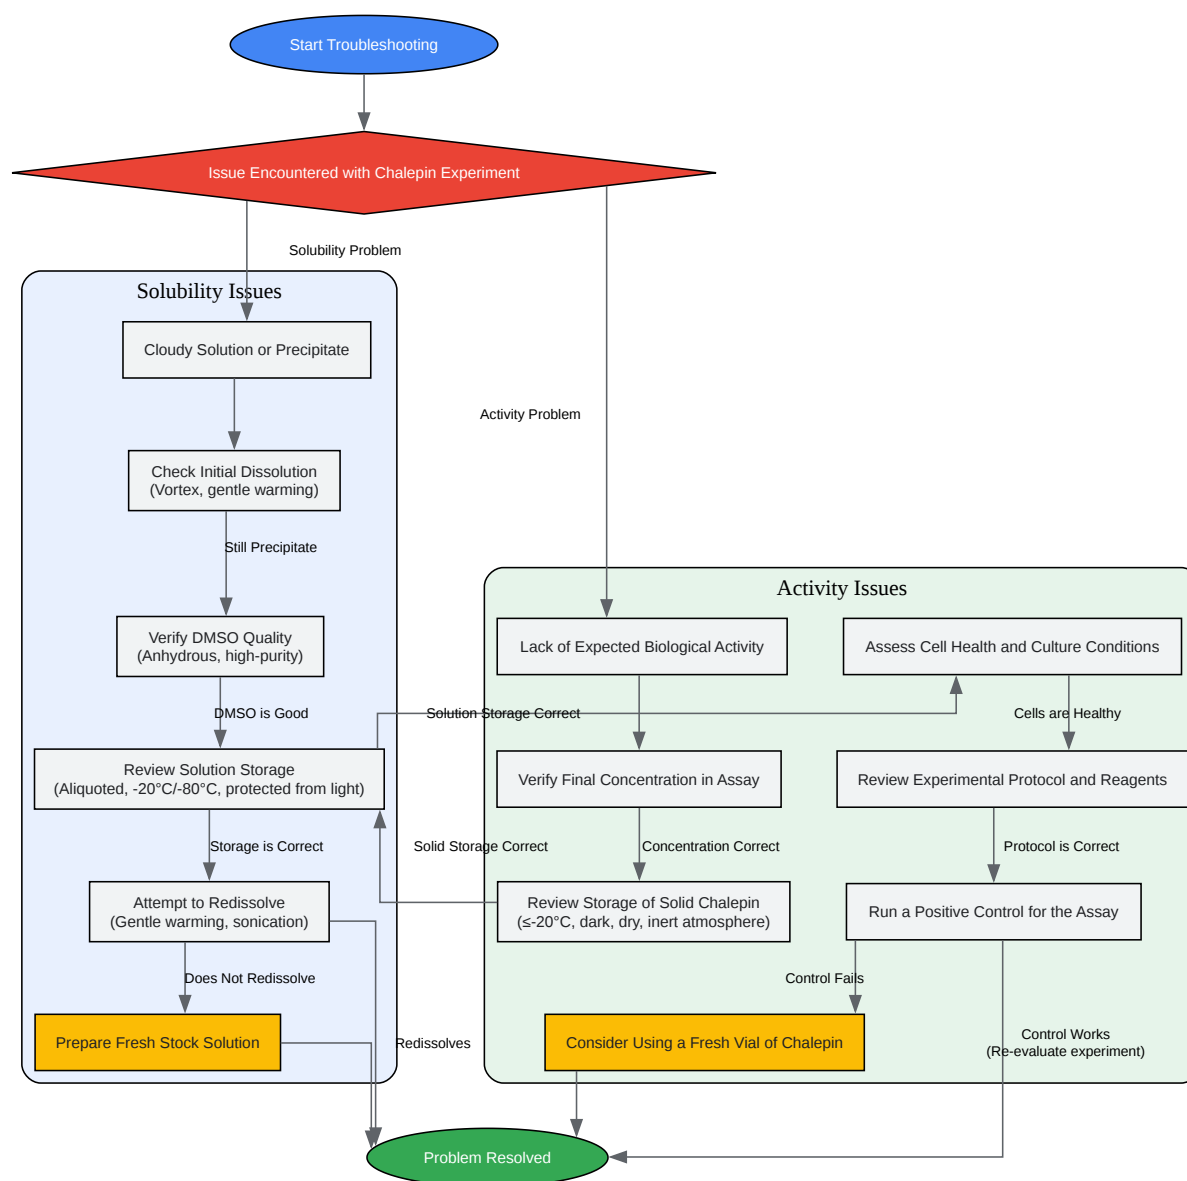 Start Troubleshooting
Issue Encountered with Chalepin Experiment
Solubility Problem
Solubility Issues
Cloudy Solution or Precipitate
Check Initial Dissolution
(Vortex, gentle warming)
Still Precipitate
Verify DMSO Quality
(Anhydrous, high-purity)
DMSO is Good
Review Solution Storage
(Aliquoted, -20°C/-80°C, protected from light)
Storage is Correct
Attempt to Redissolve
(Gentle warming, sonication)
Does Not Redissolve
Prepare Fresh Stock Solution
Redissolves
Activity Problem
Activity Issues
Lack of Expected Biological Activity
Solution Storage Correct
Verify Final Concentration in Assay
Solid Storage Correct
Concentration Correct
Review Storage of Solid Chalepin
(≤-20°C, dark, dry, inert atmosphere)
Assess Cell Health and Culture Conditions
Cells are Healthy
Review Experimental Protocol and Reagents
Protocol is Correct
Run a Positive Control for the Assay
Control Fails
Consider Using a Fresh Vial of Chalepin
Control Works
(Re-evaluate experiment)
Problem Resolved